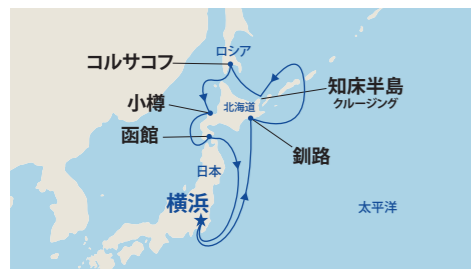 ロシア
コルサコフ
知床半島
クルージング
小樽
北海道
函館
釧路
日本
横浜
太平洋